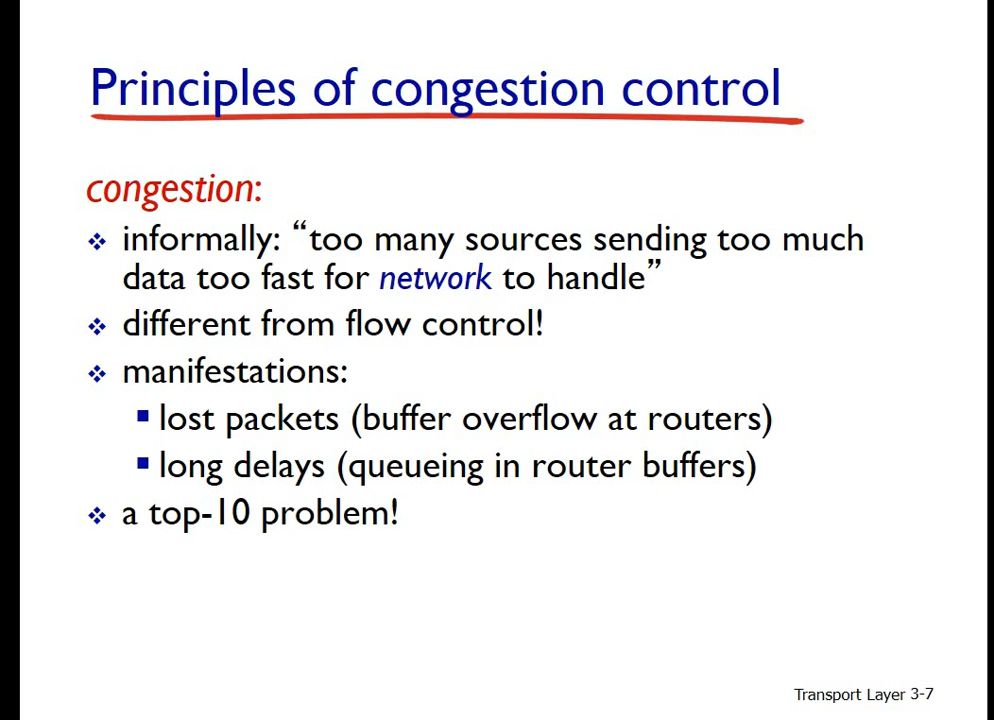 Principles of congestion control
congestion:
❖ informally: “too many sources sending too much
data too fast for network to handle”
❖ different from flow control!
❖ manifestations:
▪ lost packets (buffer overflow at routers)
▪ long delays (queueing in router buffers)
❖ a top-10 problem!
Transport Layer 3-7